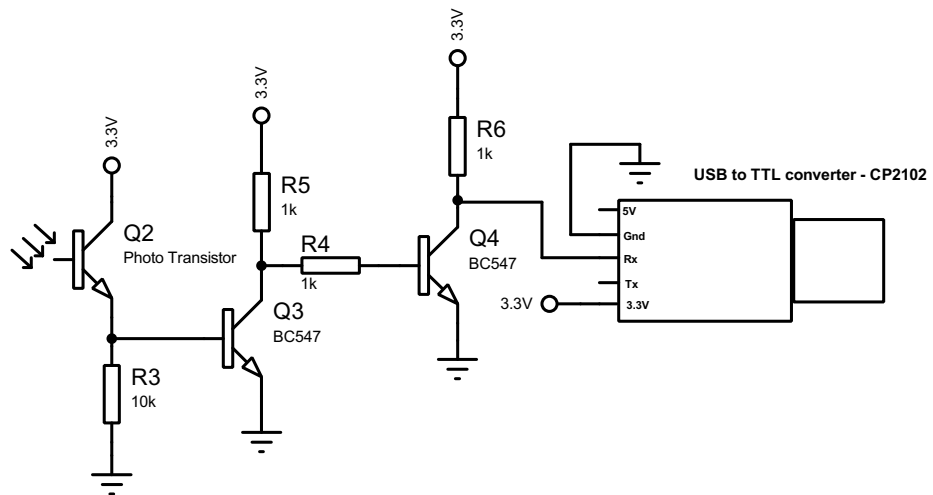 3.3V
3.3V
3.3V
R6
1k
USB to TTL converter - CP2102
R5
1k
5V
Q2
Photo Transistor
R4
1k
Q4
BC547
Gnd
Rx
Tx
3.3V
3.3V
Q3
BC547
R3
10k